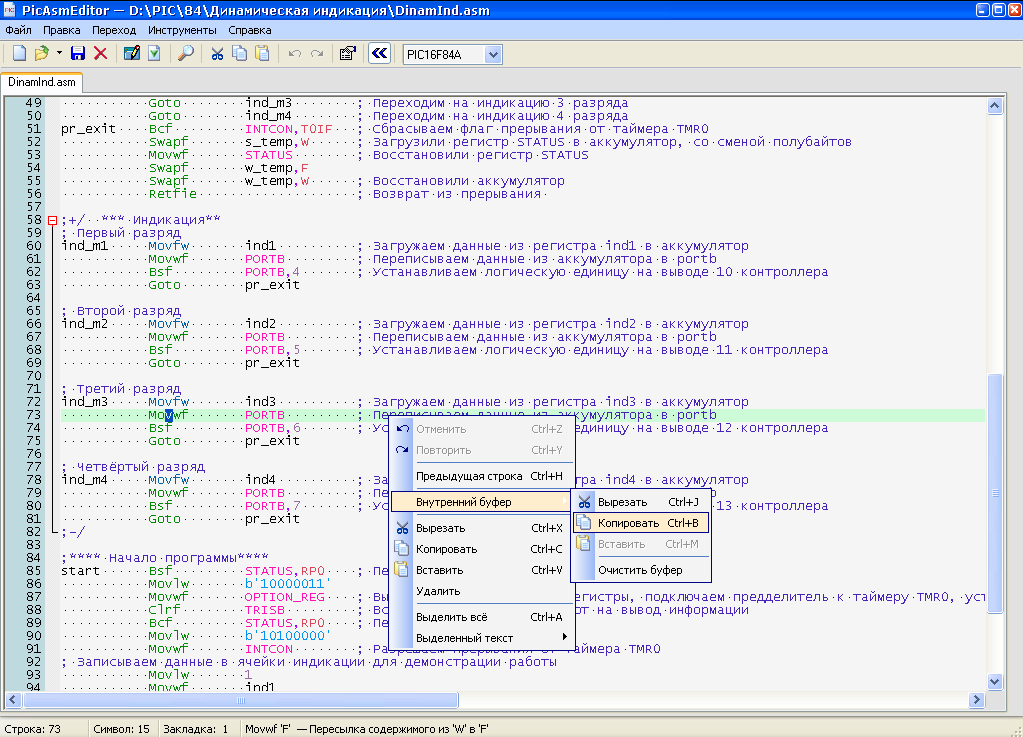 PicAsmEditor — D:\PIC\84\Динамическая индикация\DinamInd.asm
Файл Правка Переход Инструменты Справка
PIC16F84A
DinamInd.asm
49 Goto ind_m3 ; Переходим на индикацию 3 разряда
50 Goto ind_m4 ; Переходим на индикацию 4 разряда
51 pr_exit Bcf INTCON,T0IF ; Сбрасываем флаг прерывания от таймера TMR0
52 Swapf s_temp,W ; Загрузили регистр STATUS в аккумулятор, со сменой полубайтов
53 Movwf STATUS ; Восстановили регистр STATUS
54 Swapf w_temp,F
55 Swapf w_temp,W ; Восстановили аккумулятор
56 Retfie ; Возврат из прерывания
57
58 ;+/ *** Индикация**
59 ; Первый разряд
60 ind_m1 Movfw ind1 ; Загружаем данные из регистра ind1 в аккумулятор
61 Movwf PORTB ; Переписываем данные из аккумулятора в portb
62 Bsf PORTB,4 ; Устанавливаем логическую единицу на выводе 10 контроллера
63 Goto pr_exit
64
65 ; Второй разряд
66 ind_m2 Movfw ind2 ; Загружаем данные из регистра ind2 в аккумулятор
67 Movwf PORTB ; Переписываем данные из аккумулятора в portb
68 Bsf PORTB,5 ; Устанавливаем логическую единицу на выводе 11 контроллера
69 Goto pr_exit
70
71 ; Третий разряд
72 ind_m3 Movfw ind3 ; Загружаем данные из регистра ind3 в аккумулятор
73 Movwf PORTB ; Переписываем данные из аккумулятора в portb
74 Bsf PORTB,6 ; Ус единицу на выводе 12 контроллера
75 Goto pr_exit
76
77 ; Четвёртый разряд
78 ind_m4 Movfw ind4 ; За гистра ind4 в аккумулятор
79 Movwf PORTB ; Пе
80 Bsf PORTB,7 ; Ус 13 контроллера
81 Goto pr_exit
82 ;-/
83
84 ;**** Начало программы****
85 start Bsf STATUS,RP0 ; Пе
86 Movlw b'10000011'
87 Movwf OPTION_REG ; Вы егистры, подключаем предделитель к таймеру TMR0, уст
88 Clrf TRISB ; Вс от на вывод информации
89 Bcf STATUS,RP0 ; Пе
90 Movlw b'10100000'
91 Movwf INTCON ; Разрешаем прерывания от таймера TMR0
92 ; Записываем данные в ячейки индикации для демонстрации работы
93 Movlw 1
94 Movwf ind1
Отменить Ctrl+Z
Повторить Ctrl+Y
Предыдущая строка Ctrl+H
Внутренний буфер
Вырезать Ctrl+X
Копировать Ctrl+C
Вставить Ctrl+V
Удалить
Выделить всё Ctrl+A
Выделенный текст
Вырезать Ctrl+J
Копировать Ctrl+B
Вставить Ctrl+M
Очистить буфер
Строка: 73 Символ: 15 Закладка: 1 Movwf 'F' — Пересылка содержимого из 'W' в 'F'